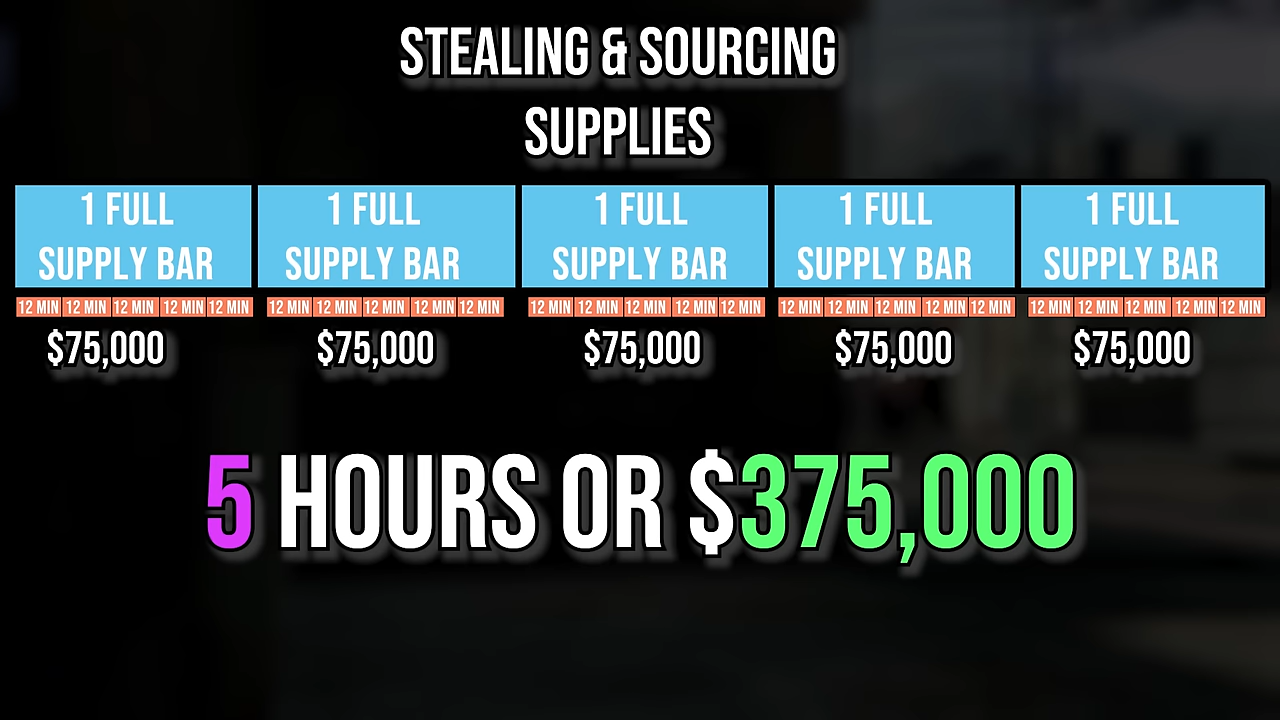 STEALING & SOURCING
SUPPLIES
1 FULL
SUPPLY BAR
1 FULL
SUPPLY BAR
1 FULL
SUPPLY BAR
1 FULL
SUPPLY BAR
1 FULL
SUPPLY BAR
12 MIN 12 MIN 12 MIN 12 MIN 12 MIN
12 MIN 12 MIN 12 MIN 12 MIN 12 MIN
12 MIN 12 MIN 12 MIN 12 MIN 12 MIN
12 MIN 12 MIN 12 MIN 12 MIN 12 MIN
12 MIN 12 MIN 12 MIN 12 MIN 12 MIN
$75,000
$75,000
$75,000
$75,000
$75,000
5 HOURS OR $375,000